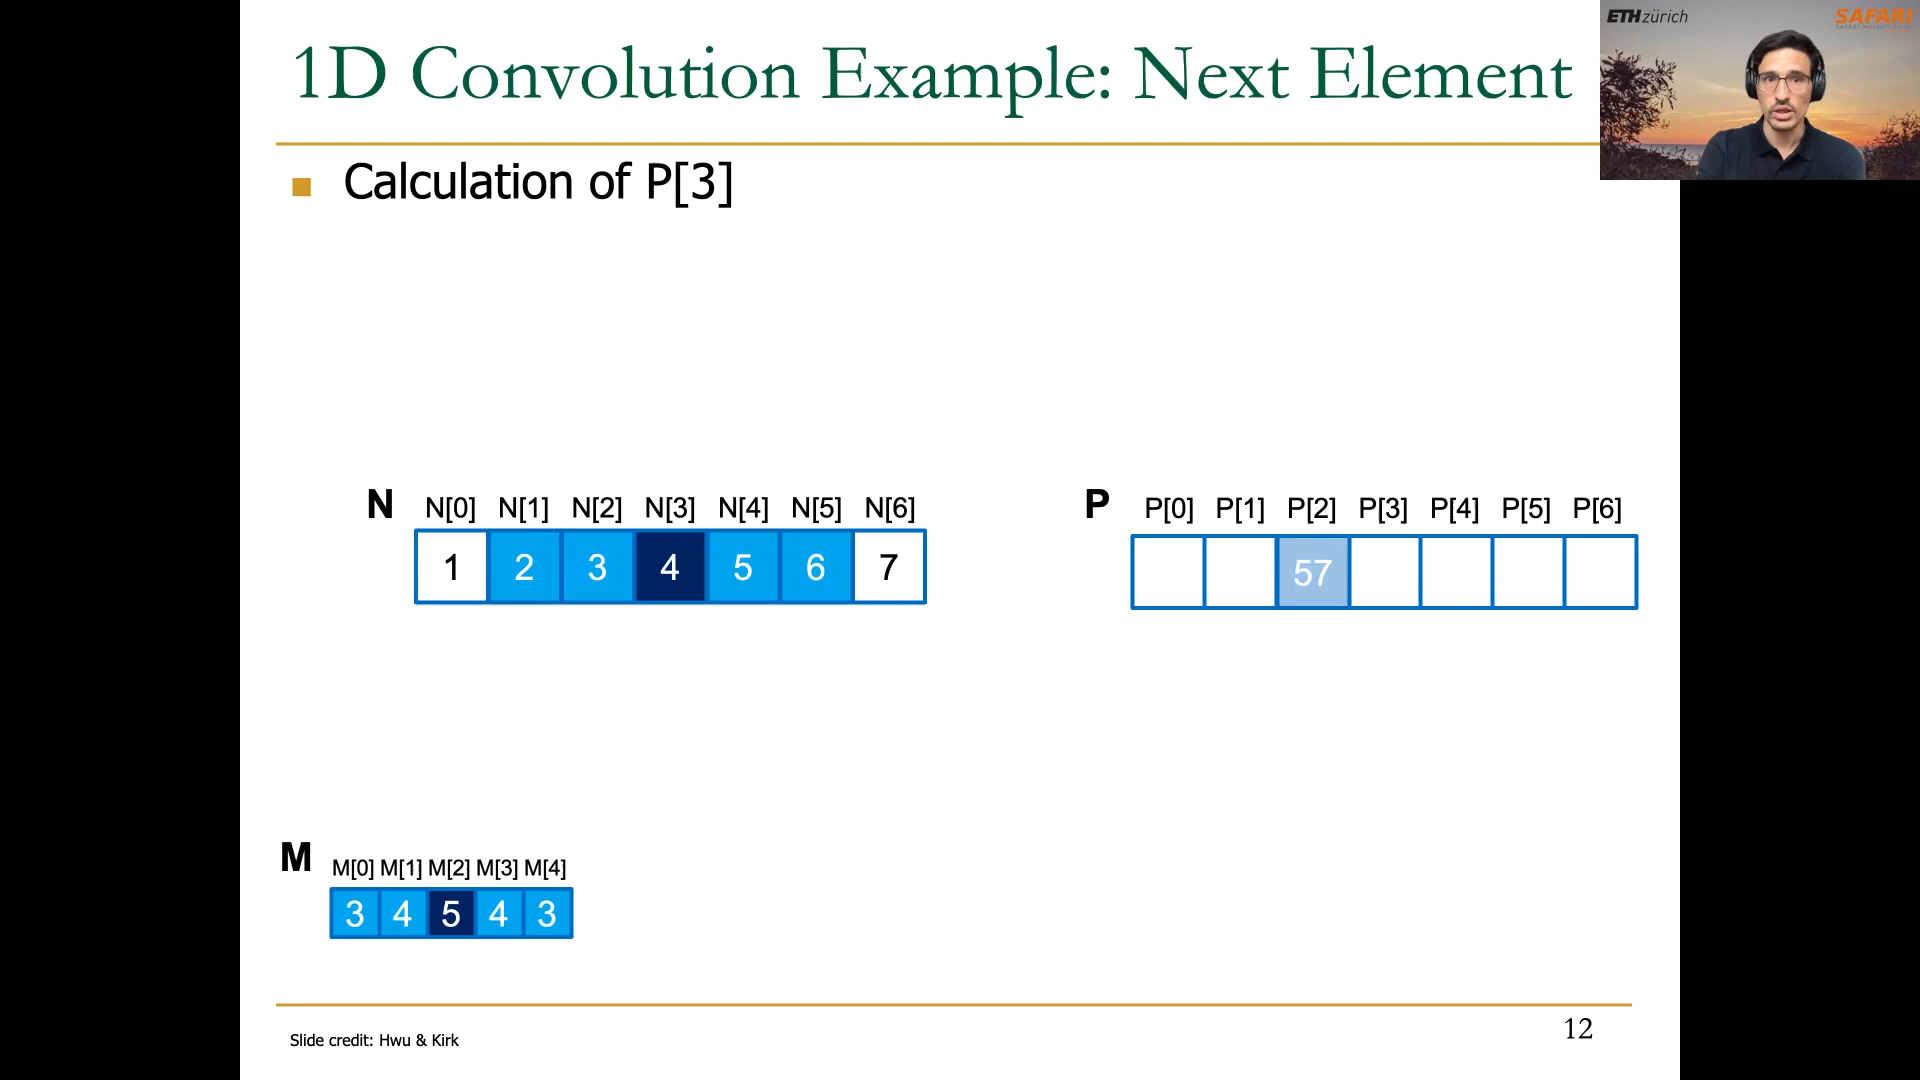 1D Convolution Example: Next Element
ETH zürich
SAFARI
Calculation of P[3]
N N[0] N[1] N[2] N[3] N[4] N[5] N[6]
1 2 3 4 5 6 7
P P[0] P[1] P[2] P[3] P[4] P[5] P[6]
57
M M[0] M[1] M[2] M[3] M[4]
3 4 5 4 3
Slide credit: Hwu & Kirk
12